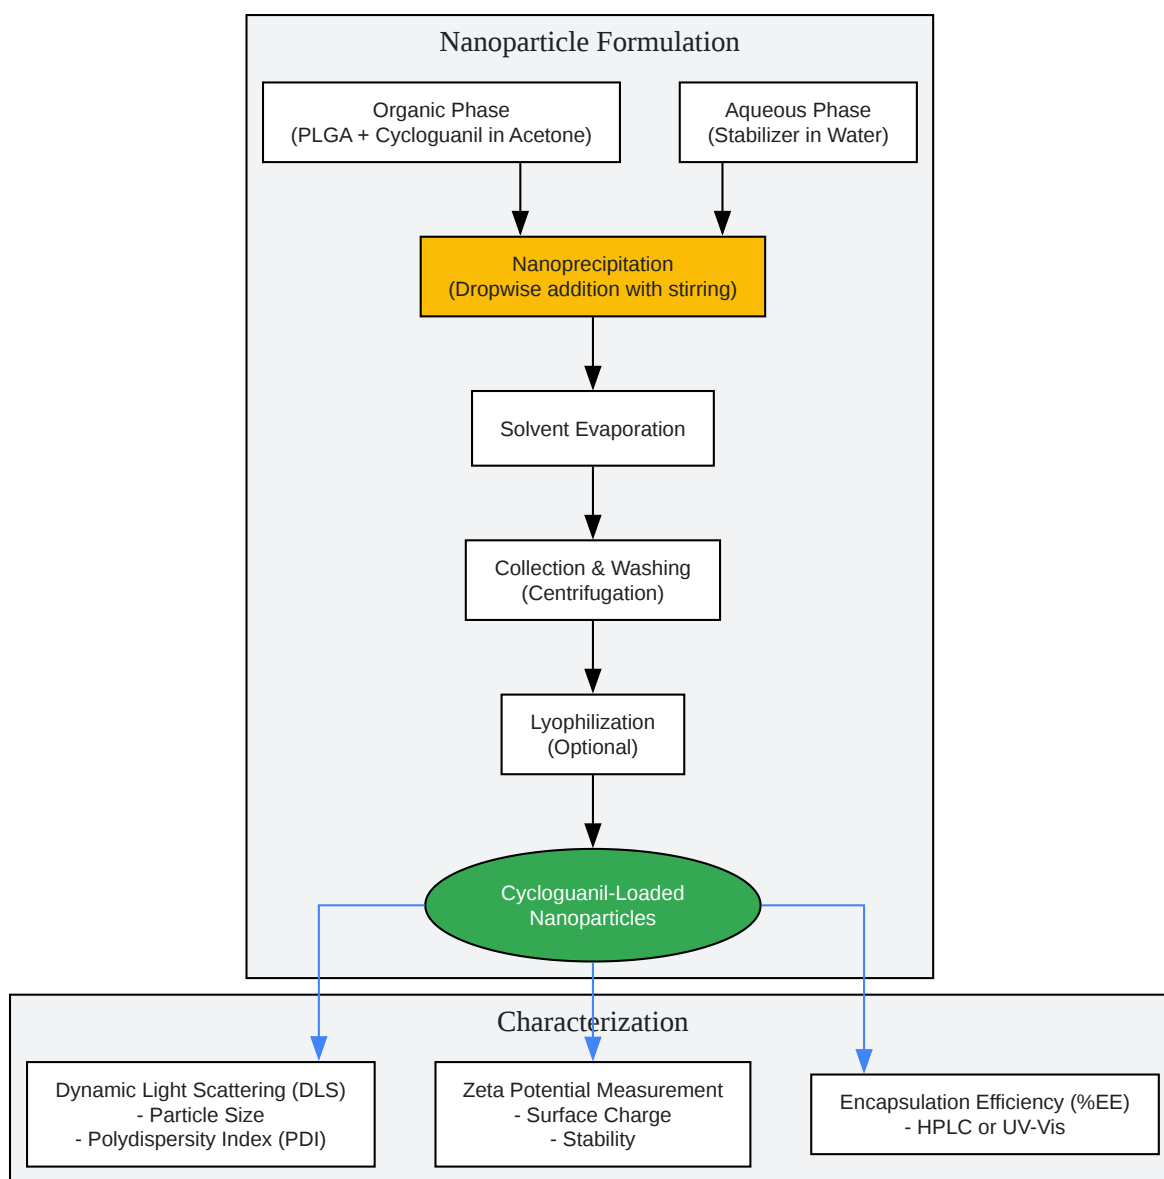 Nanoparticle Formulation
Organic Phase
(PLGA + Cycloguanil in Acetone)
Aqueous Phase
(Stabilizer in Water)
Nanoprecipitation
(Dropwise addition with stirring)
Solvent Evaporation
Collection & Washing
(Centrifugation)
Lyophilization
(Optional)
Cycloguanil-Loaded
Nanoparticles
Characterization
Dynamic Light Scattering (DLS)
- Particle Size
- Polydispersity Index (PDI)
Zeta Potential Measurement
- Surface Charge
- Stability
Encapsulation Efficiency (%EE)
- HPLC or UV-Vis